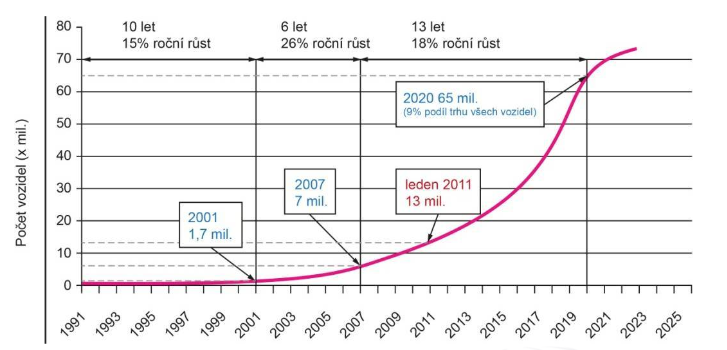 10 let
15% roční růst
6 let
26% roční růst
13 let
18% roční růst
Počet vozidel (x mil.)
80
70
60
50
40
30
20
10
0
2020 65 mil.
(9% podíl trhu všech vozidel)
2007
7 mil.
leden 2011
13 mil.
2001
1,7 mil.
1991
1993
1995
1997
1999
2001
2003
2005
2007
2009
2011
2013
2015
2017
2019
2021
2023
2025